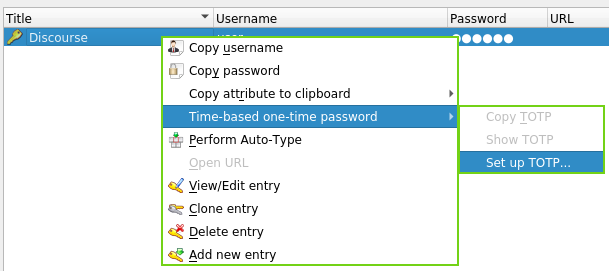 Title Username Password URL
Discourse user ●●●●●●
Copy username
Copy password
Copy attribute to clipboard
Time-based one-time password
Copy TOTP
Show TOTP
Set up TOTP...
Perform Auto-Type
Open URL
View/Edit entry
Clone entry
Delete entry
Add new entry